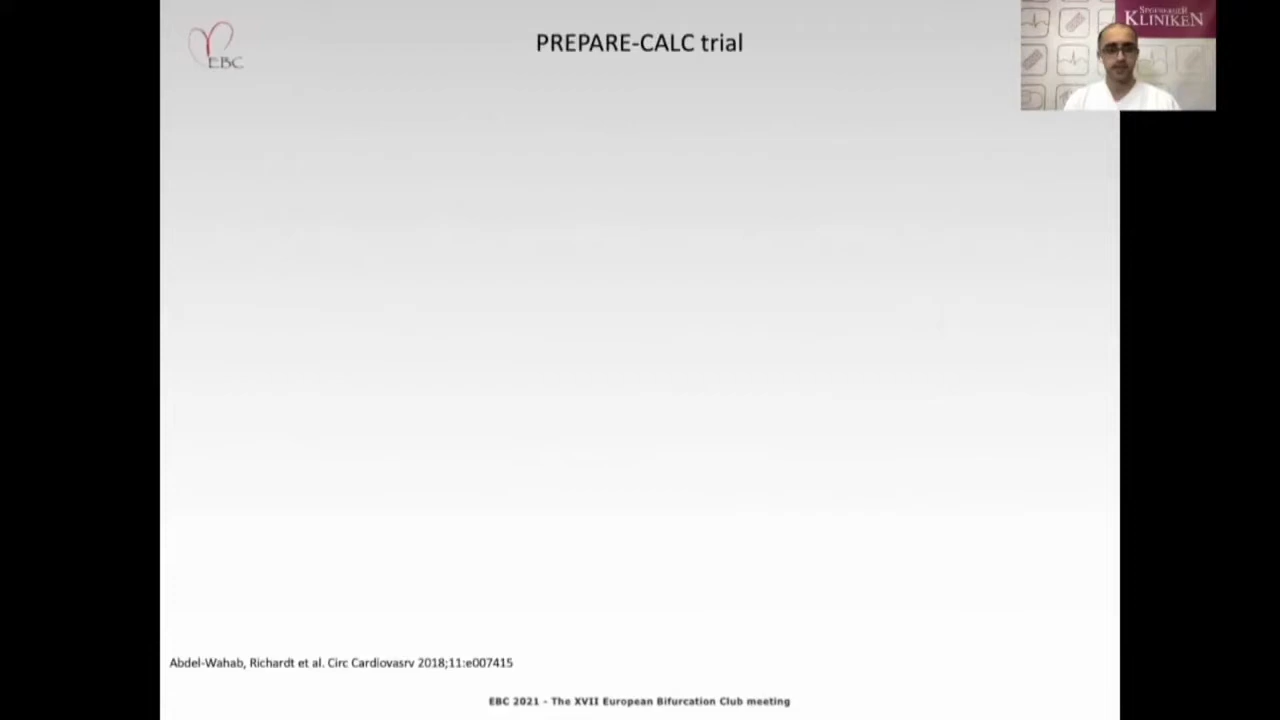 EBC
PREPARE-CALC trial
SEGEBERGER
KLINIKEN
Abdel-Wahab, Richardt et al. Circ Cardiovasrv 2018;11:e007415
EBC 2021 - The XVII European Bifurcation Club meeting